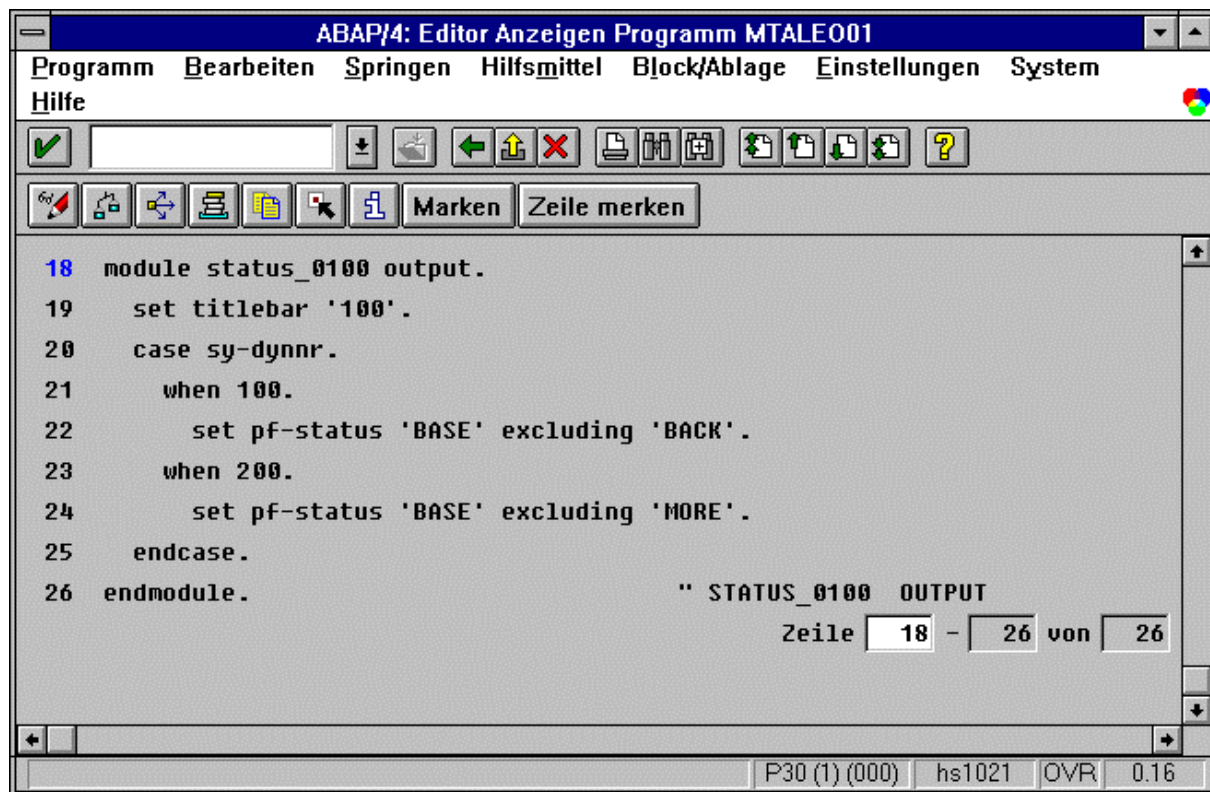 ABAP/4: Editor Anzeigen Programm MTALEO01
Programm Bearbeiten Springen Hilfsmittel Block/Ablage Einstellungen System
Hilfe
Marken Zeile merken
18 module status_0100 output.
19 set titlebar '100'.
20 case sy-dynnr.
21 when 100.
22 set pf-status 'BASE' excluding 'BACK'.
23 when 200.
24 set pf-status 'BASE' excluding 'MORE'.
25 endcase.
26 endmodule. " STATUS_0100 OUTPUT
Zeile 18 - 26 von 26
P30 (1) (000) hs1021 OVR 0.16